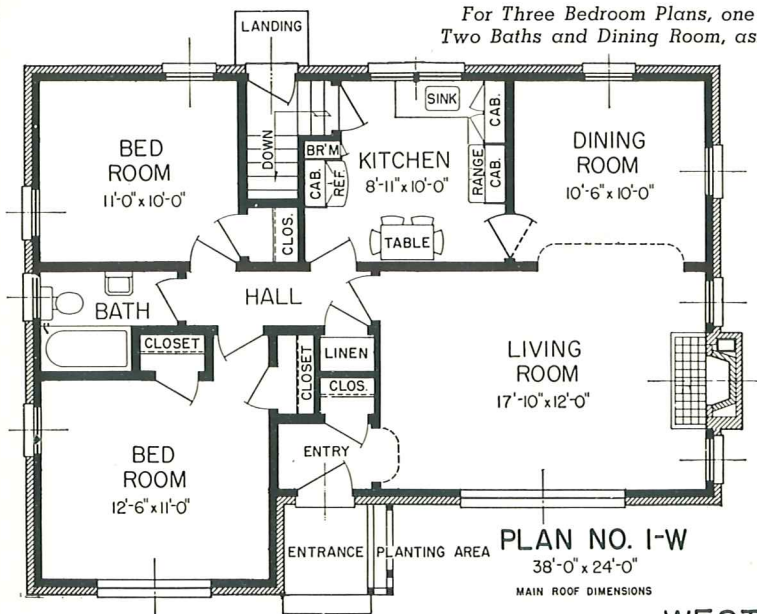 For Three Bedroom Plans, one
Two Baths and Dining Room, as
LANDING
BED
ROOM
11'-0" x 10'-0"
DOWN
BR'M
CAB.
REF.
KITCHEN
8'-11" x 10'-0"
SINK
CAB.
RANGE
CAB.
TABLE
DINING
ROOM
10'-6" x 10'-0"
CLOS.
BATH
HALL
CLOSET
CLOSET
LINEN
CLOS.
LIVING
ROOM
17'-10" x 12'-0"
BED
ROOM
12'-6" x 11'-0"
ENTRY
ENTRANCE
PLANTING AREA
PLAN NO. 1-W
38'-0" x 24'-0"
MAIN ROOF DIMENSIONS
WEST